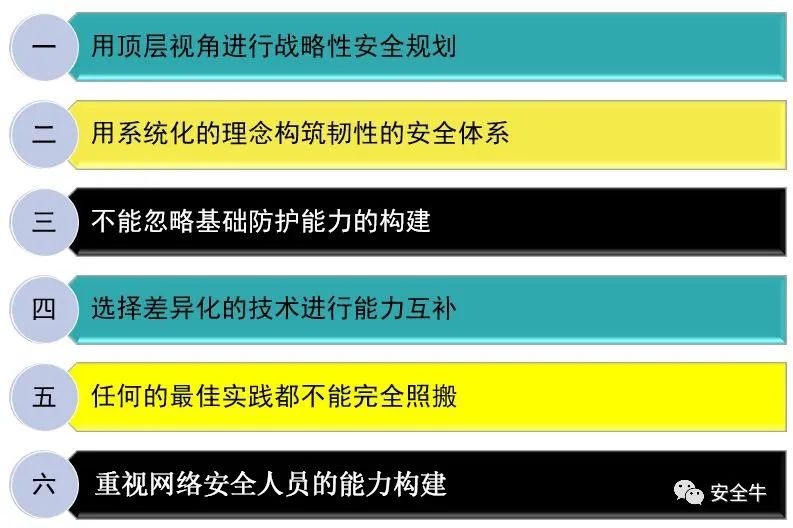 一 用顶层视角进行战略性安全规划
二 用系统化的理念构筑韧性的安全体系
三 不能忽略基础防护能力的构建
四 选择差异化的技术进行能力互补
五 任何的最佳实践都不能完全照搬
六 重视网络安全人员的能力构建
安全牛